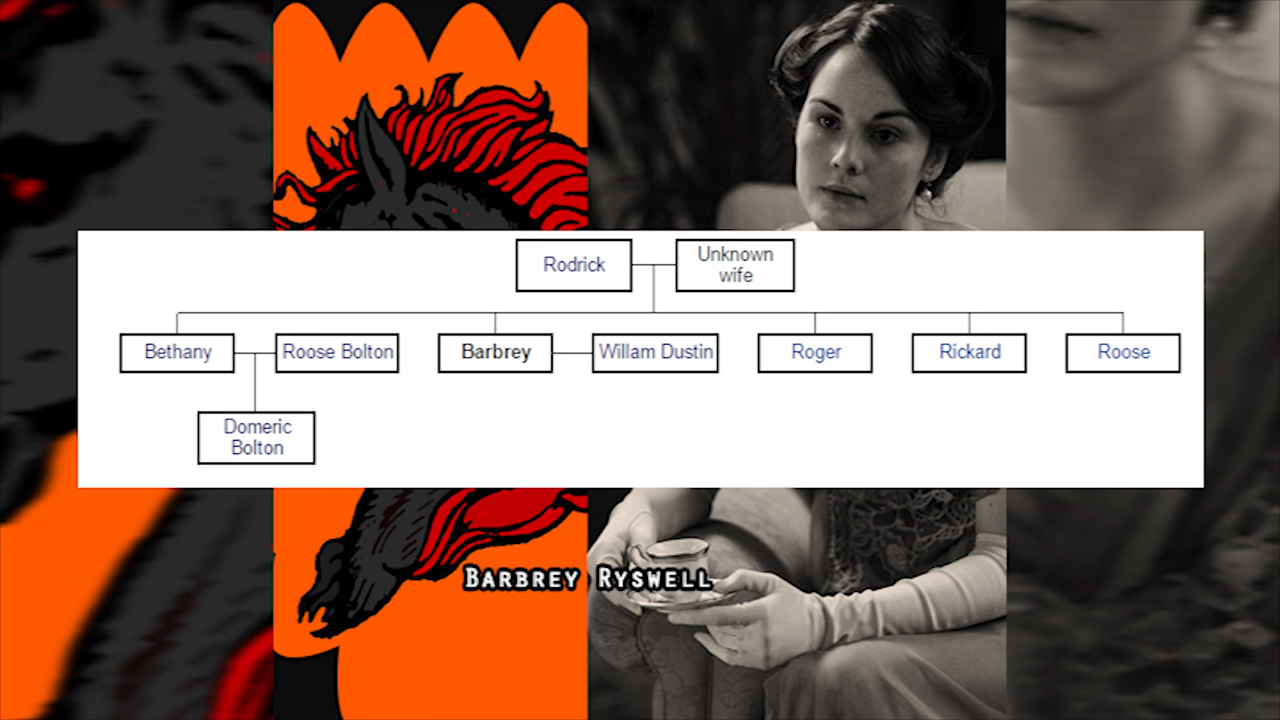 Rodrick
Unknown
wife
Bethany
Roose Bolton
Barbrey
Willam Dustin
Roger
Rickard
Roose
Domeric
Bolton
BARBREY RYSWELL